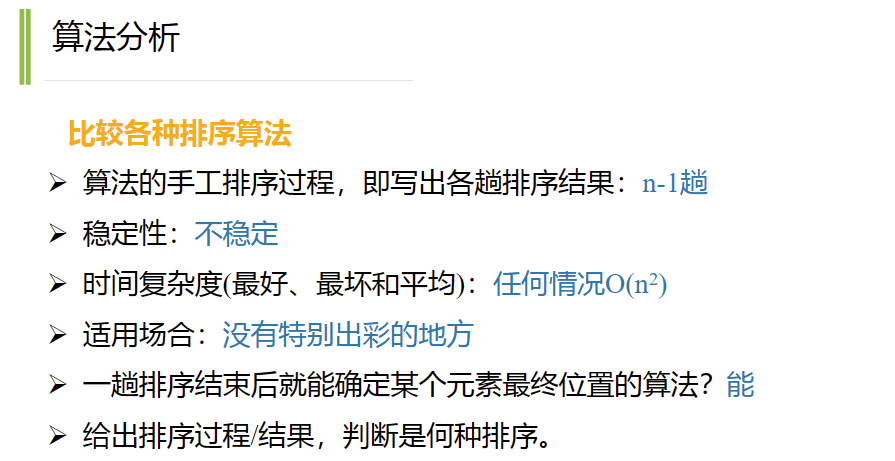 算法分析
比较各种排序算法
➢ 算法的手工排序过程，即写出各趟排序结果：n-1趟
➢ 稳定性：不稳定
➢ 时间复杂度(最好、最坏和平均)：任何情况O(n²)
➢ 适用场合：没有特别出彩的地方
➢ 一趟排序结束后就能确定某个元素最终位置的算法？能
➢ 给出排序过程/结果，判断是何种排序。